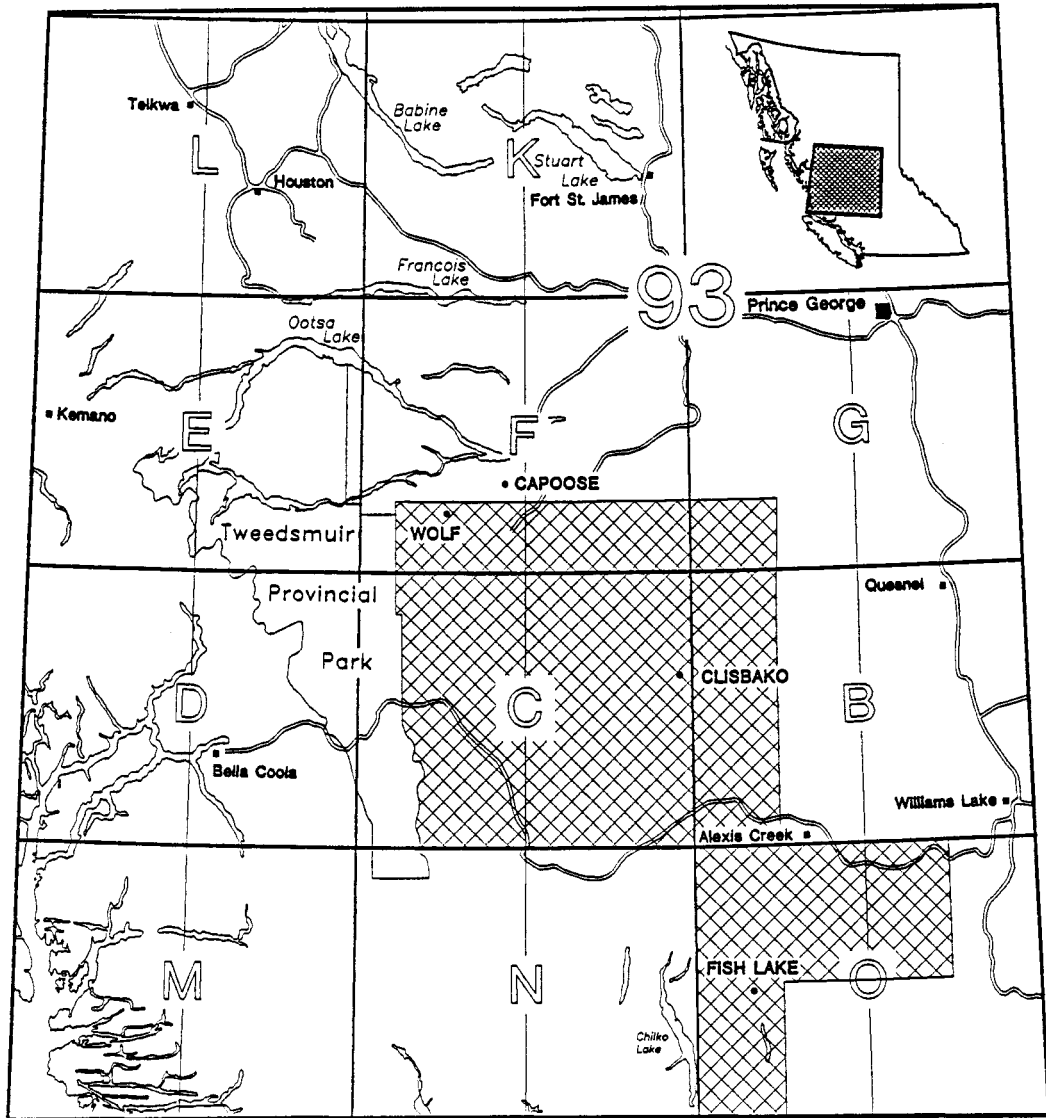 Telkwa
Babine
Lake
L
K
Stuart
Lake
Houston
Fort St. James
Francois
Lake
93
Prince George
Ootsa
Lake
Kemano
E
F
G
CAPOOSE
WOLF
Tweedsmuir
Provincial
Park
Quesnel
CLISBAKO
D
C
B
Bella Coola
Williams Lake
Alexis Creek
FISH LAKE
M
N
O
Chilko
Lake